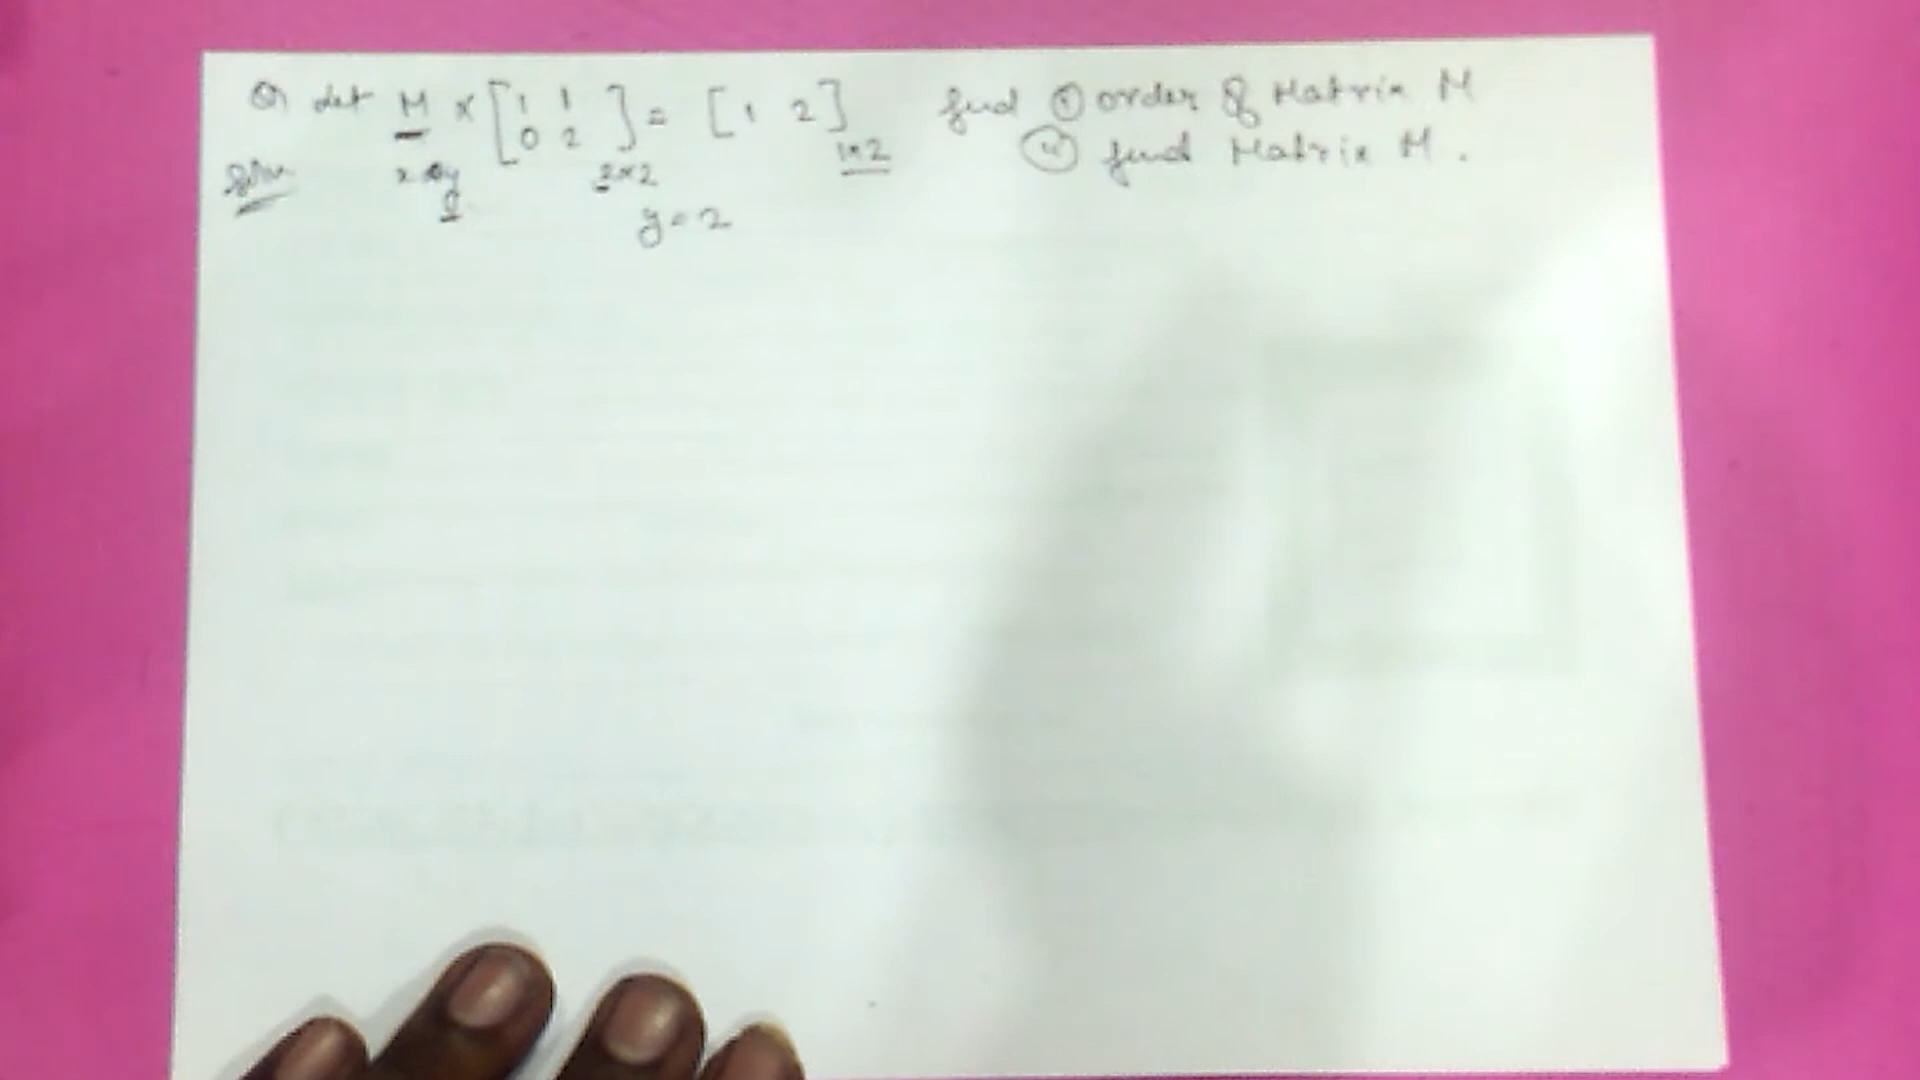 Q Let M × [ 1 1 ] = [ 1 2 ] find ① order of Matrix M
0 2 1×2 ② find Matrix M.
Soln x × y 2×2
y = 2